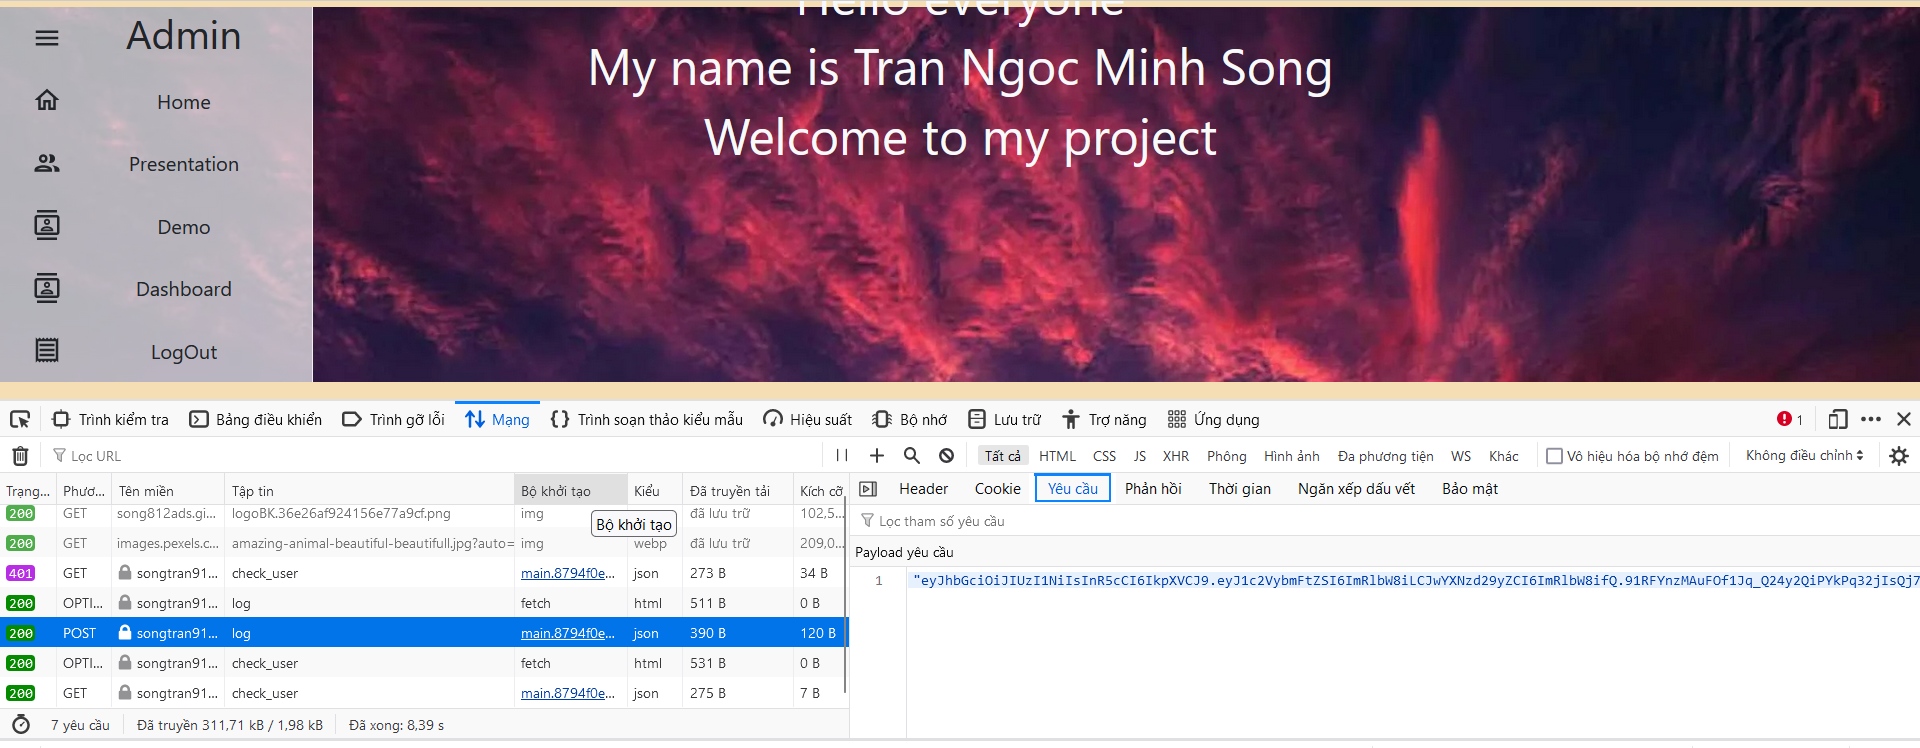 Hello everyone
My name is Tran Ngoc Minh Song
Welcome to my project
Admin
Home
Presentation
Demo
Dashboard
LogOut
Trình kiểm tra Bảng điều khiển Trình gỡ lỗi Mạng Trình soạn thảo kiểu mẫu Hiệu suất Bộ nhớ Lưu trữ Trợ năng Ứng dụng 1
Lọc URL Tất cả HTML CSS JS XHR Phông Hình ảnh Đa phương tiện WS Khác Vô hiệu hóa bộ nhớ đệm Không điều chỉnh
Trạng... Phươ... Tên miền Tập tin Bộ khởi tạo Kiểu Đã truyền tải Kích cỡ
200 GET song812ads.gi... logoBK.36e26af924156e77a9cf.png img đã lưu trữ 102,5...
Bộ khởi tạo
200 GET images.pexels.c... amazing-animal-beautiful-beautifull.jpg?auto= img webp đã lưu trữ 209,0...
401 GET songtran91... check_user main.8794f0e... json 273 B 34 B
200 OPTI... songtran91... log fetch html 511 B 0 B
200 POST songtran91... log main.8794f0e... json 390 B 120 B
200 OPTI... songtran91... check_user fetch html 531 B 0 B
200 GET songtran91... check_user main.8794f0e... json 275 B 7 B
7 yêu cầu Đã truyền 311,71 kB / 1,98 kB Đã xong: 8,39 s
Header Cookie Yêu cầu Phản hồi Thời gian Ngăn xếp dấu vết Bảo mật
Lọc tham số yêu cầu
Payload yêu cầu
1 "eyJhbGciOiJIUzI1NiIsInR5cCI6IkpXVCJ9.eyJ1c2VybmFtZSI6ImRlbW8iLCJwYXNzd29yZCI6ImRlbW8ifQ.91RFYnzMAuFOf1Jq_Q24y2QiPYkPq32jIsQj7